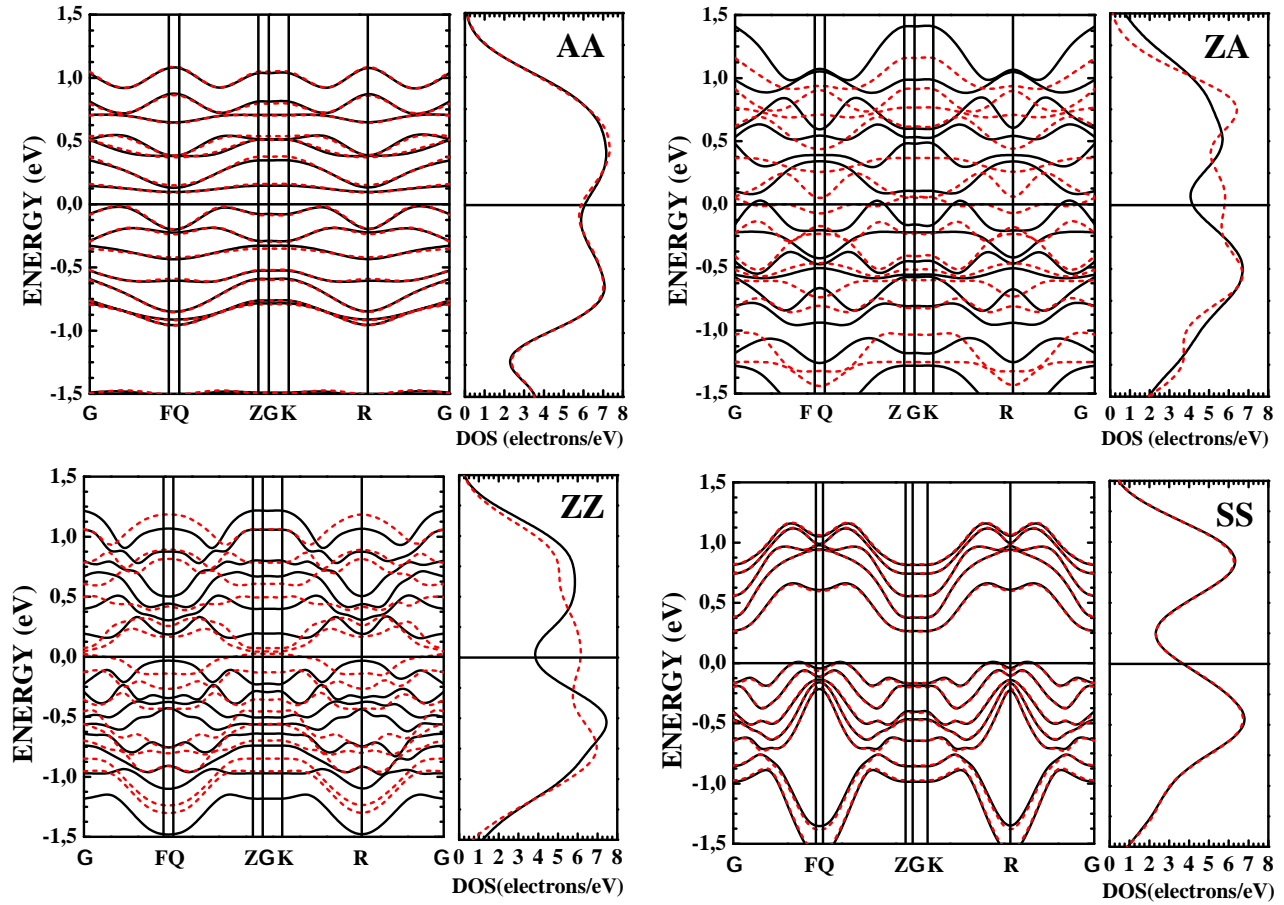 1,5
1,0
0,5
0,0
-0,5
-1,0
-1,5
ENERGY (eV)
G FQ ZGK R G
AA
0 1 2 3 4 5 6 7 8
DOS (electrons/eV)
1,5
1,0
0,5
0,0
-0,5
-1,0
-1,5
ENERGY (eV)
G F Q Z G K R G
ZA
0 1 2 3 4 5 6 7 8
DOS (electrons/eV)
1,5
1,0
0,5
0,0
-0,5
-1,0
-1,5
ENERGY (eV)
G FQ ZGK R G
ZZ
0 1 2 3 4 5 6 7 8
DOS(electrons/eV)
1,5
1,0
0,5
0,0
-0,5
-1,0
-1,5
ENERGY (eV)
G FQ ZGK R G
SS
0 1 2 3 4 5 6 7 8
DOS(electrons/eV)